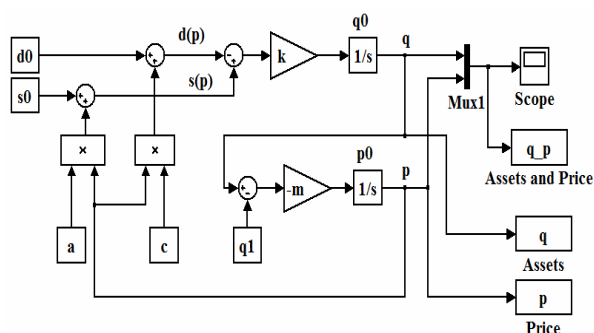 d(p)
q0
d0
k
1/s
q
s0
s(p)
Mux1
Scope
×
×
p0
q_p
p
Assets and Price
-m
1/s
a
c
q1
q
Assets
p
Price